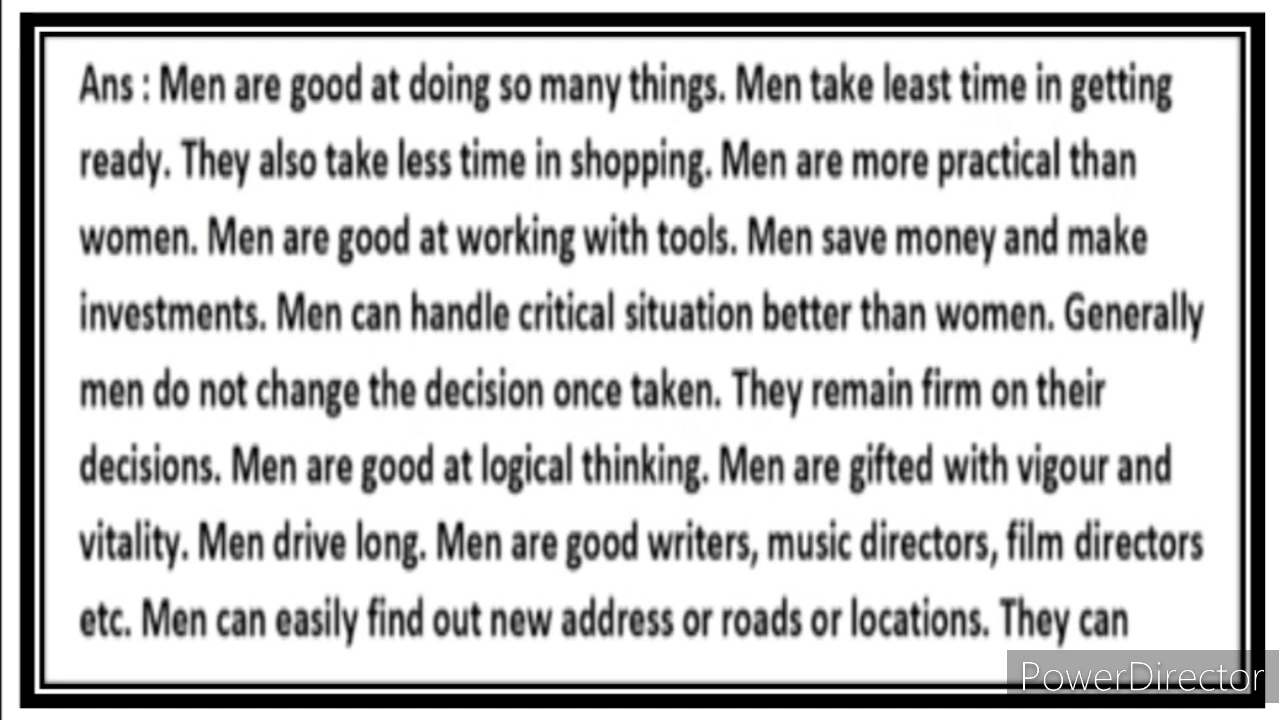 Ans : Men are good at doing so many things. Men take least time in getting
ready. They also take less time in shopping. Men are more practical than
women. Men are good at working with tools. Men save money and make
investments. Men can handle critical situation better than women. Generally
men do not change the decision once taken. They remain firm on their
decisions. Men are good at logical thinking. Men are gifted with vigour and
vitality. Men drive long. Men are good writers, music directors, film directors
etc. Men can easily find out new address or roads or locations. They can
PowerDirector